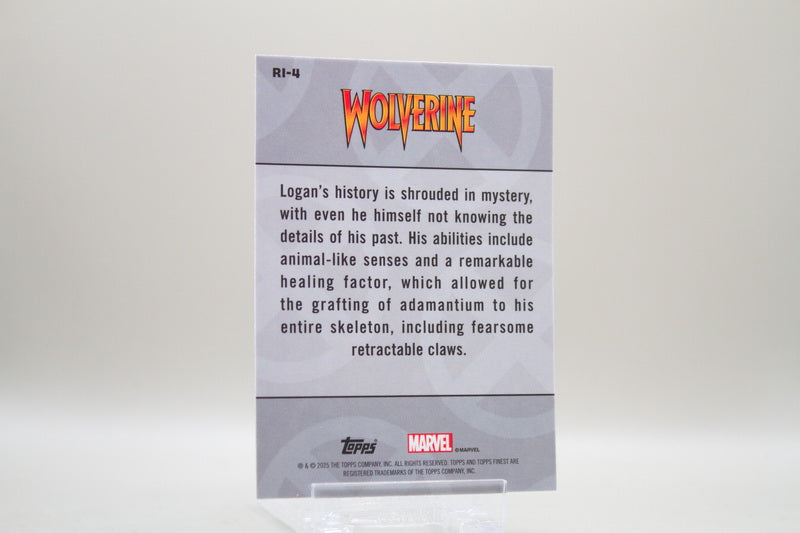 RI-4
WOLVERINE
Logan's history is shrouded in mystery,
with even he himself not knowing the
details of his past. His abilities include
animal-like senses and a remarkable
healing factor, which allowed for
the grafting of adamantium to his
entire skeleton, including fearsome
retractable claws.
Topps® MARVEL © MARVEL
® & © 2025 THE TOPPS COMPANY, INC. ALL RIGHTS RESERVED. TOPPS AND TOPPS FINEST ARE
REGISTERED TRADEMARKS OF THE TOPPS COMPANY, INC.